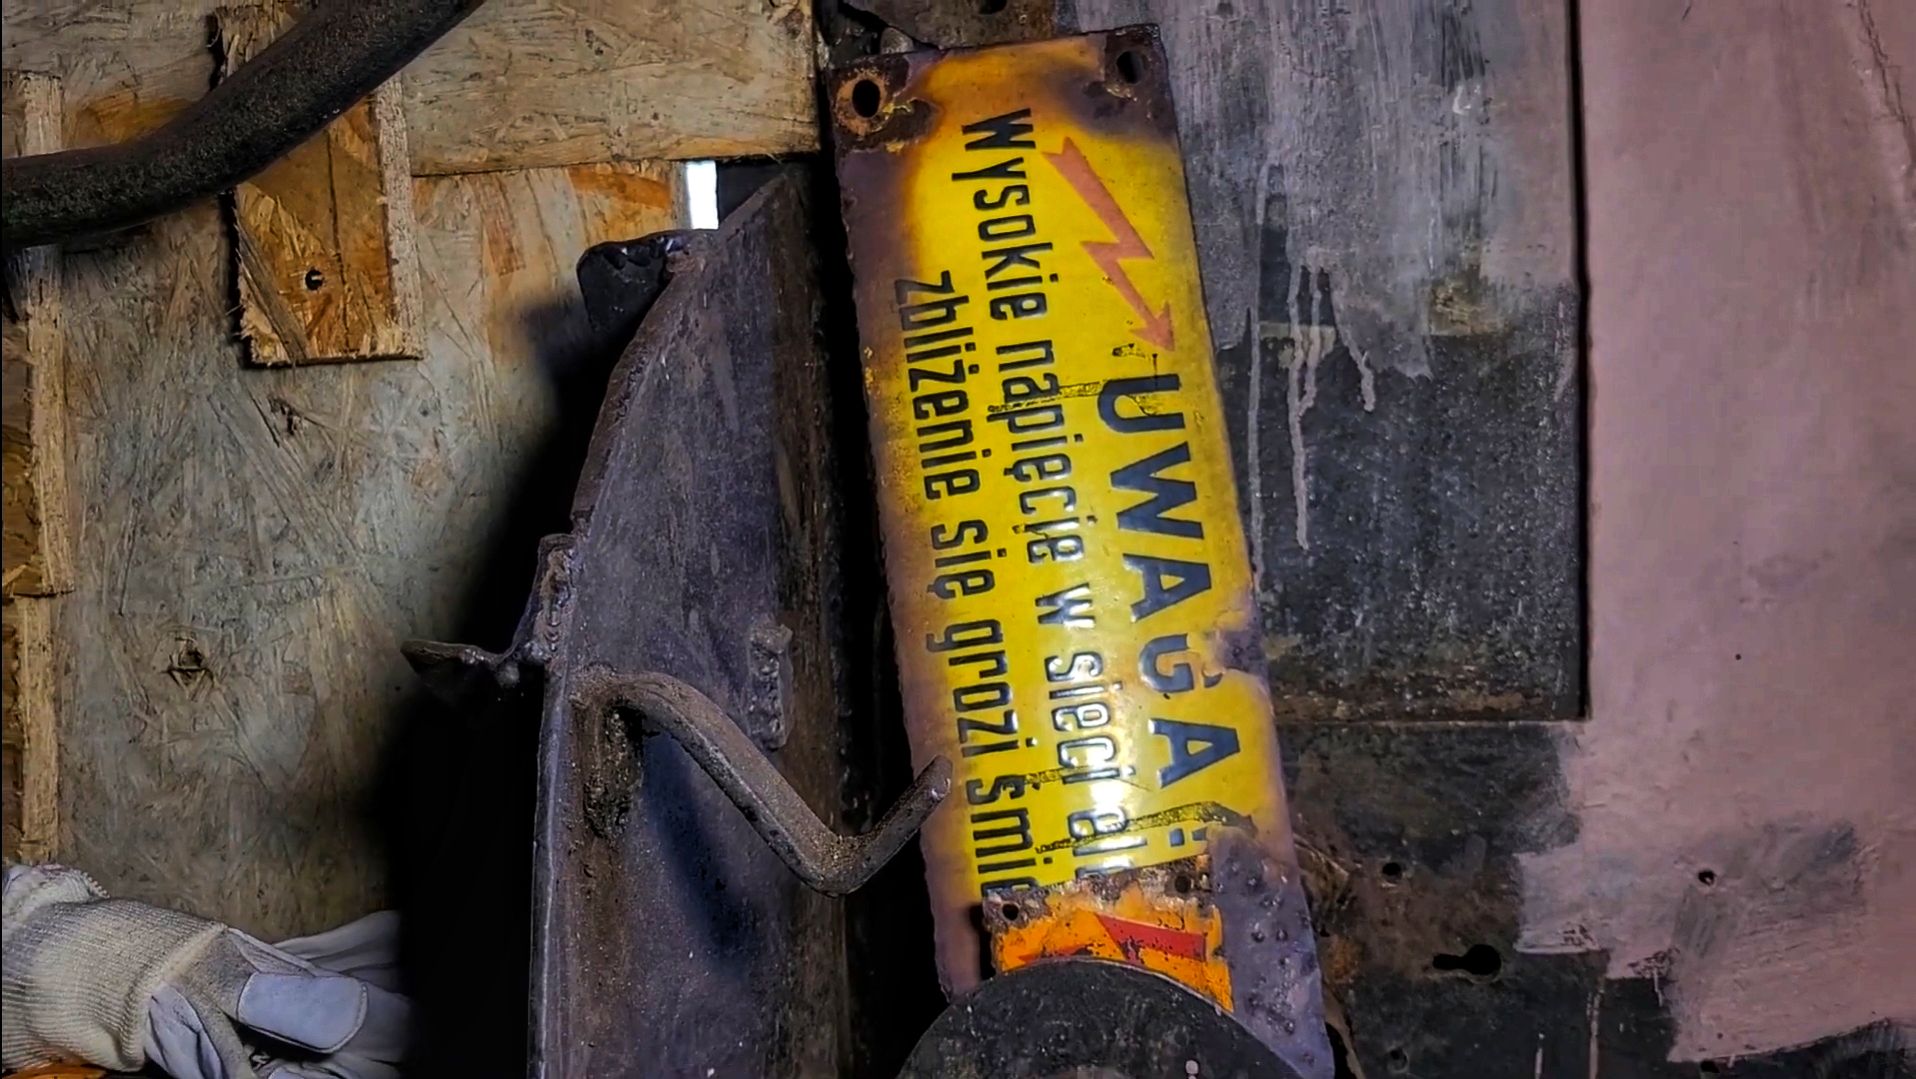 UWAGA!
Wysokie napięcie w sieci
zbliżenie się grozi